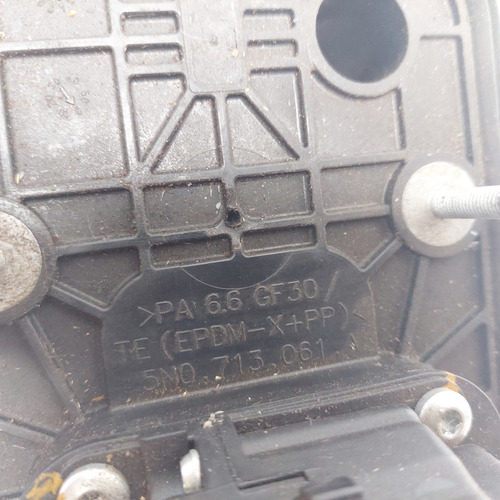 >PA 6.6 GF30/
TE (EPDM-X+PP)<
5N0 713 061